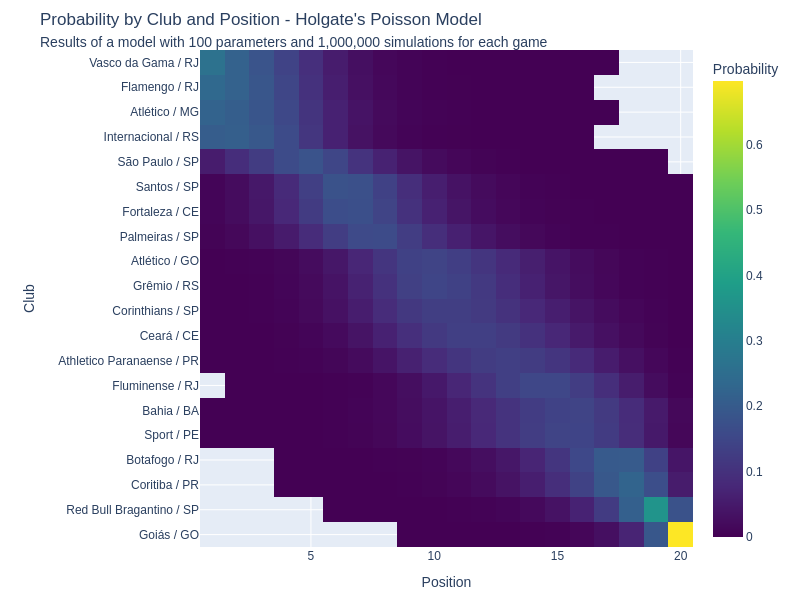 Probability by Club and Position - Holgate's Poisson Model
Results of a model with 100 parameters and 1,000,000 simulations for each game
Probability
Vasco da Gama / RJ
Flamengo / RJ
Atlético / MG
Internacional / RS
São Paulo / SP
Santos / SP
Fortaleza / CE
Palmeiras / SP
Atlético / GO
Grêmio / RS
Corinthians / SP
Ceará / CE
Athletico Paranaense / PR
Fluminense / RJ
Bahia / BA
Sport / PE
Botafogo / RJ
Coritiba / PR
Red Bull Bragantino / SP
Goiás / GO
Club
5
10
15
20
Position
0.6
0.5
0.4
0.3
0.2
0.1
0